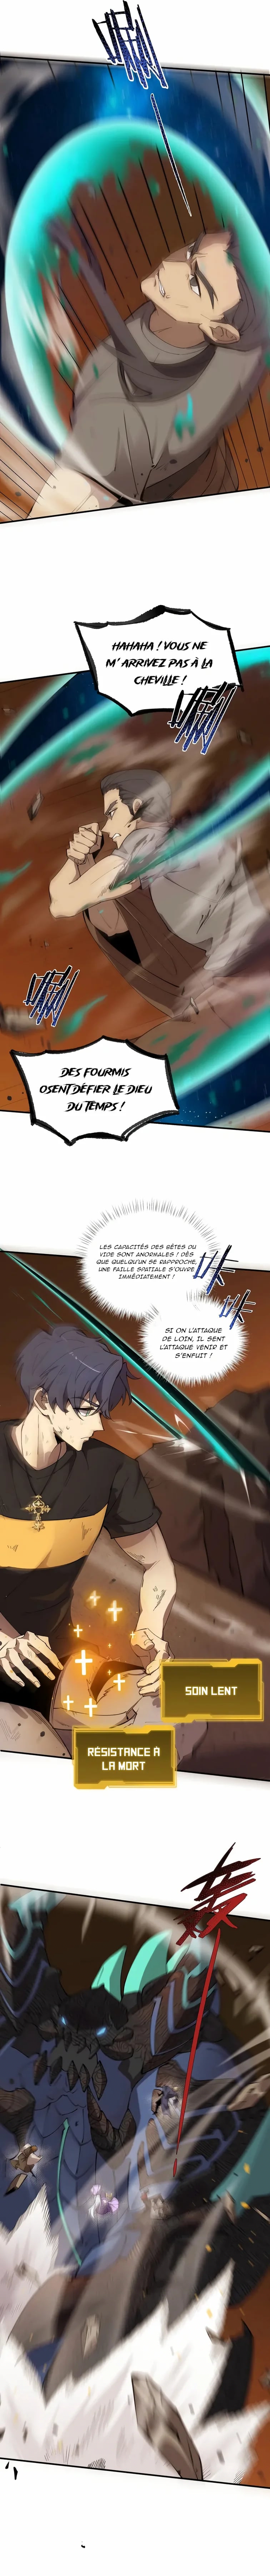 HAHAHA ! VOUS NE
M'ARRIVEZ PAS À LA
CHEVILLE !
DES FOURMIS
OSENT DÉFIER LE DIEU
DU TEMPS !
LES CAPACITÉS DES BÊTES DU
VIDE SONT ANORMALES ! DÈS
QUE QUELQU'UN SE RAPPROCHE,
UNE FAILLE SPATIALE S'OUVRE
IMMÉDIATEMENT !
SI ON L'ATTAQUE
DE LOIN, IL SENT
L'ATTAQUE VENIR ET
S'ENFUIT !
SOIN LENT
RÉSISTANCE À
LA MORT